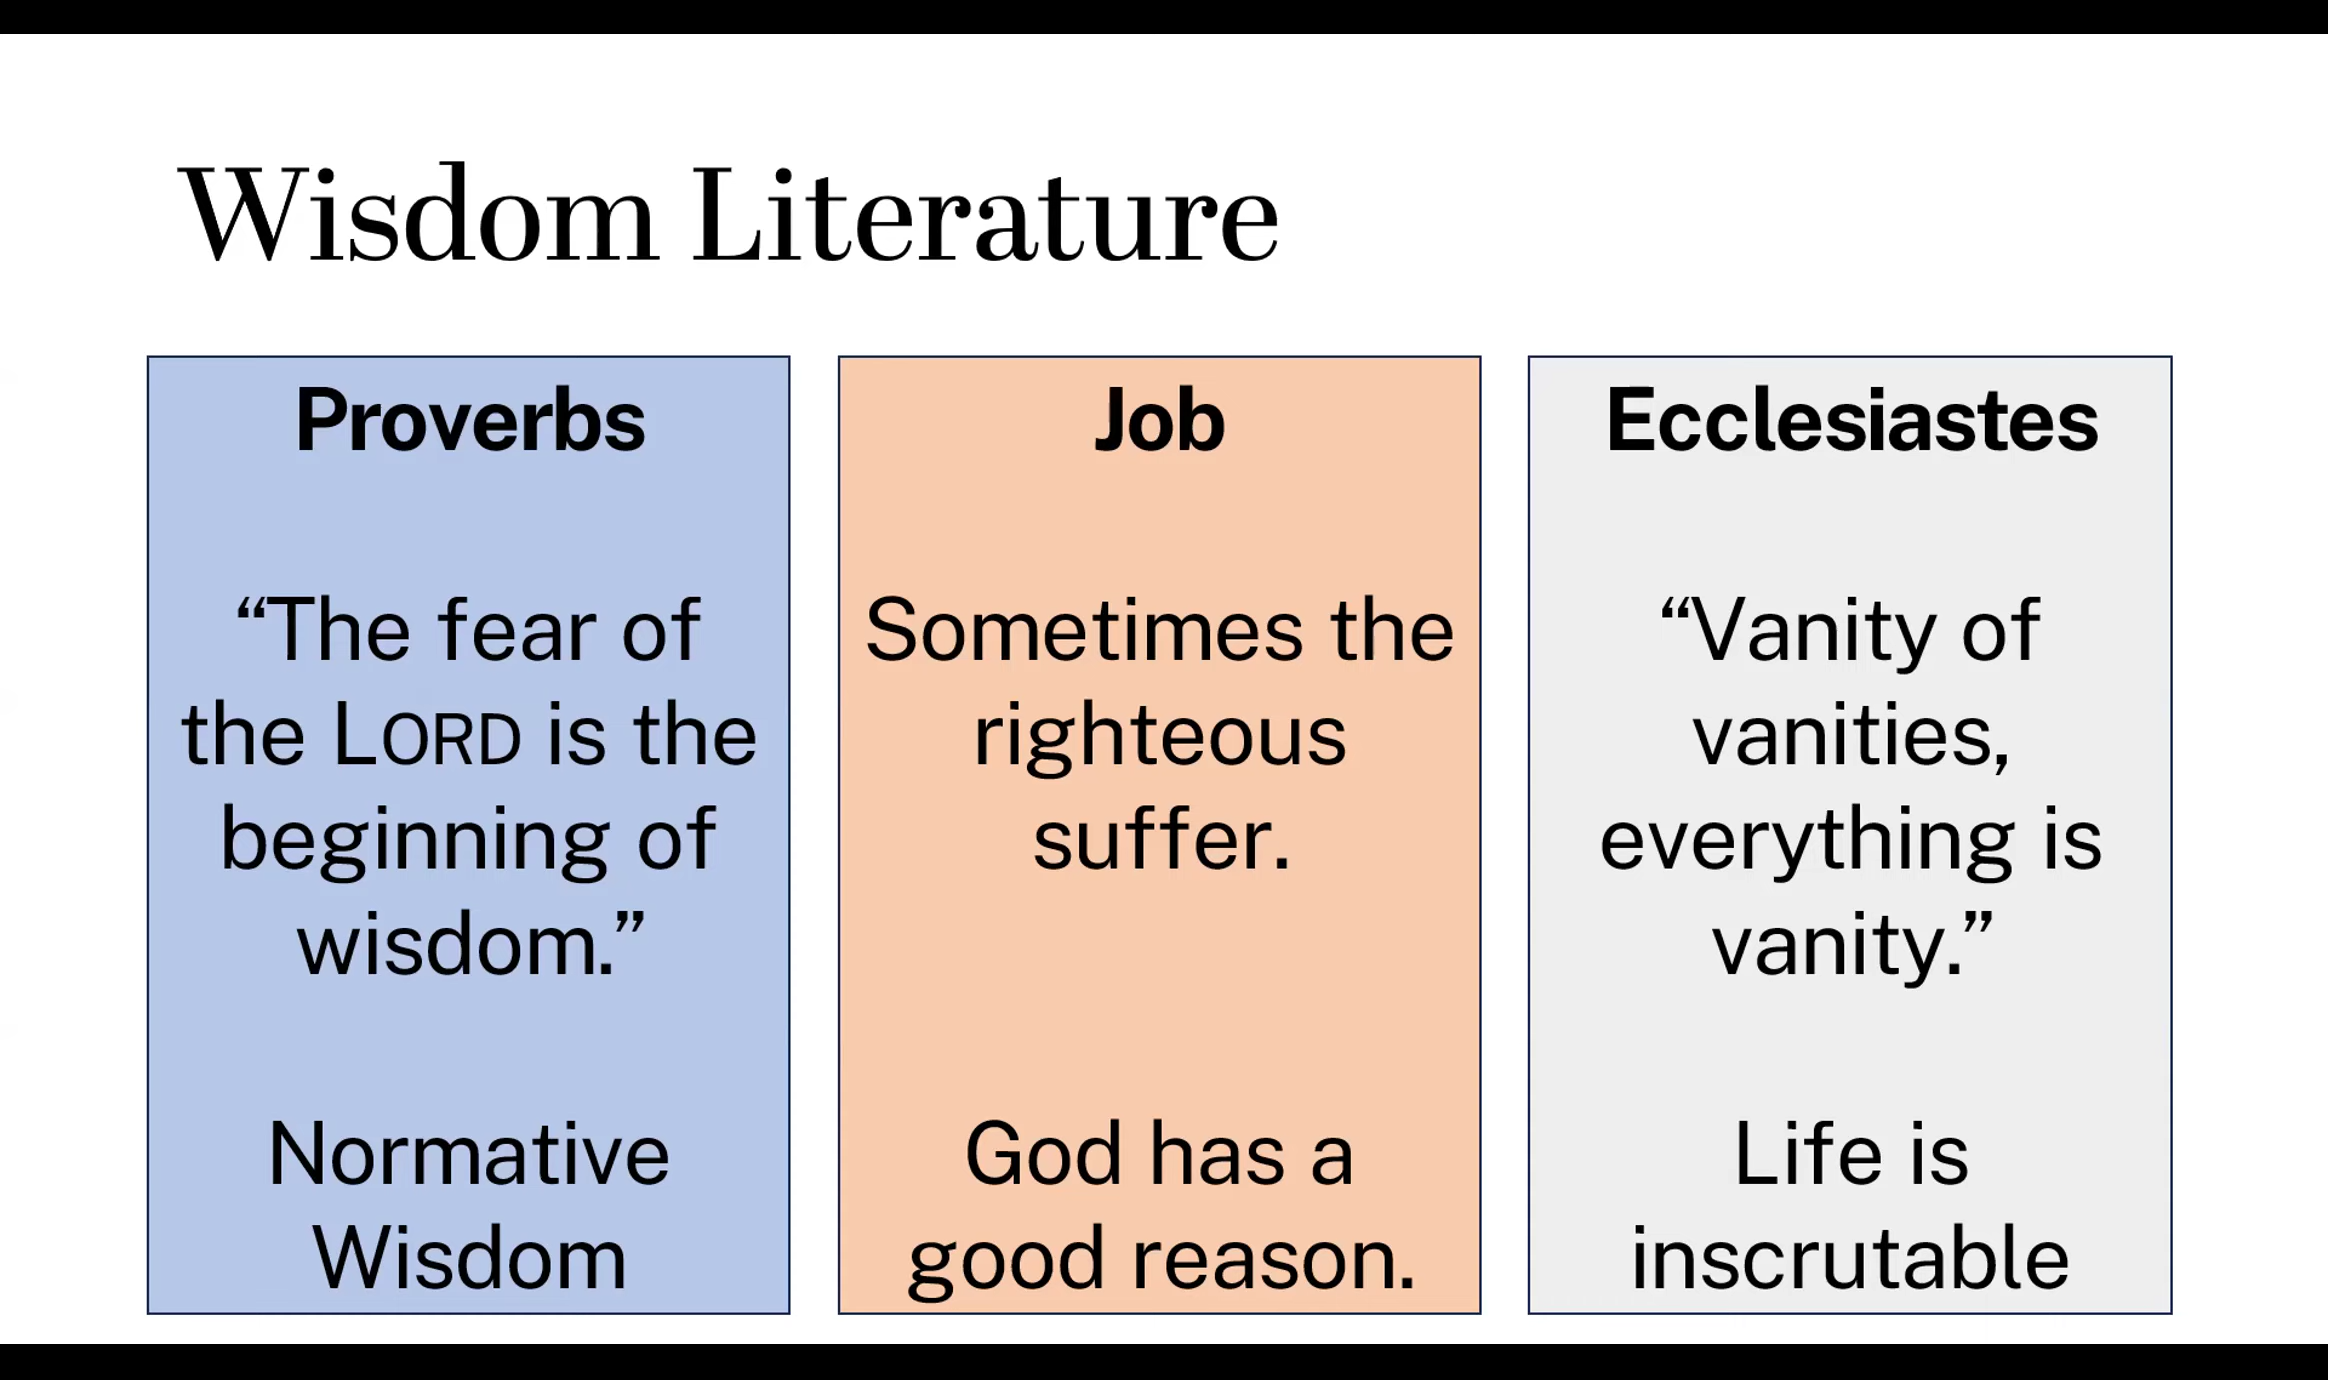 Wisdom Literature
Proverbs
“The fear of
the LORD is the
beginning of
wisdom.”
Normative
Wisdom
Job
Sometimes the
righteous
suffer.
God has a
good reason.
Ecclesiastes
“Vanity of
vanities,
everything is
vanity.”
Life is
inscrutable